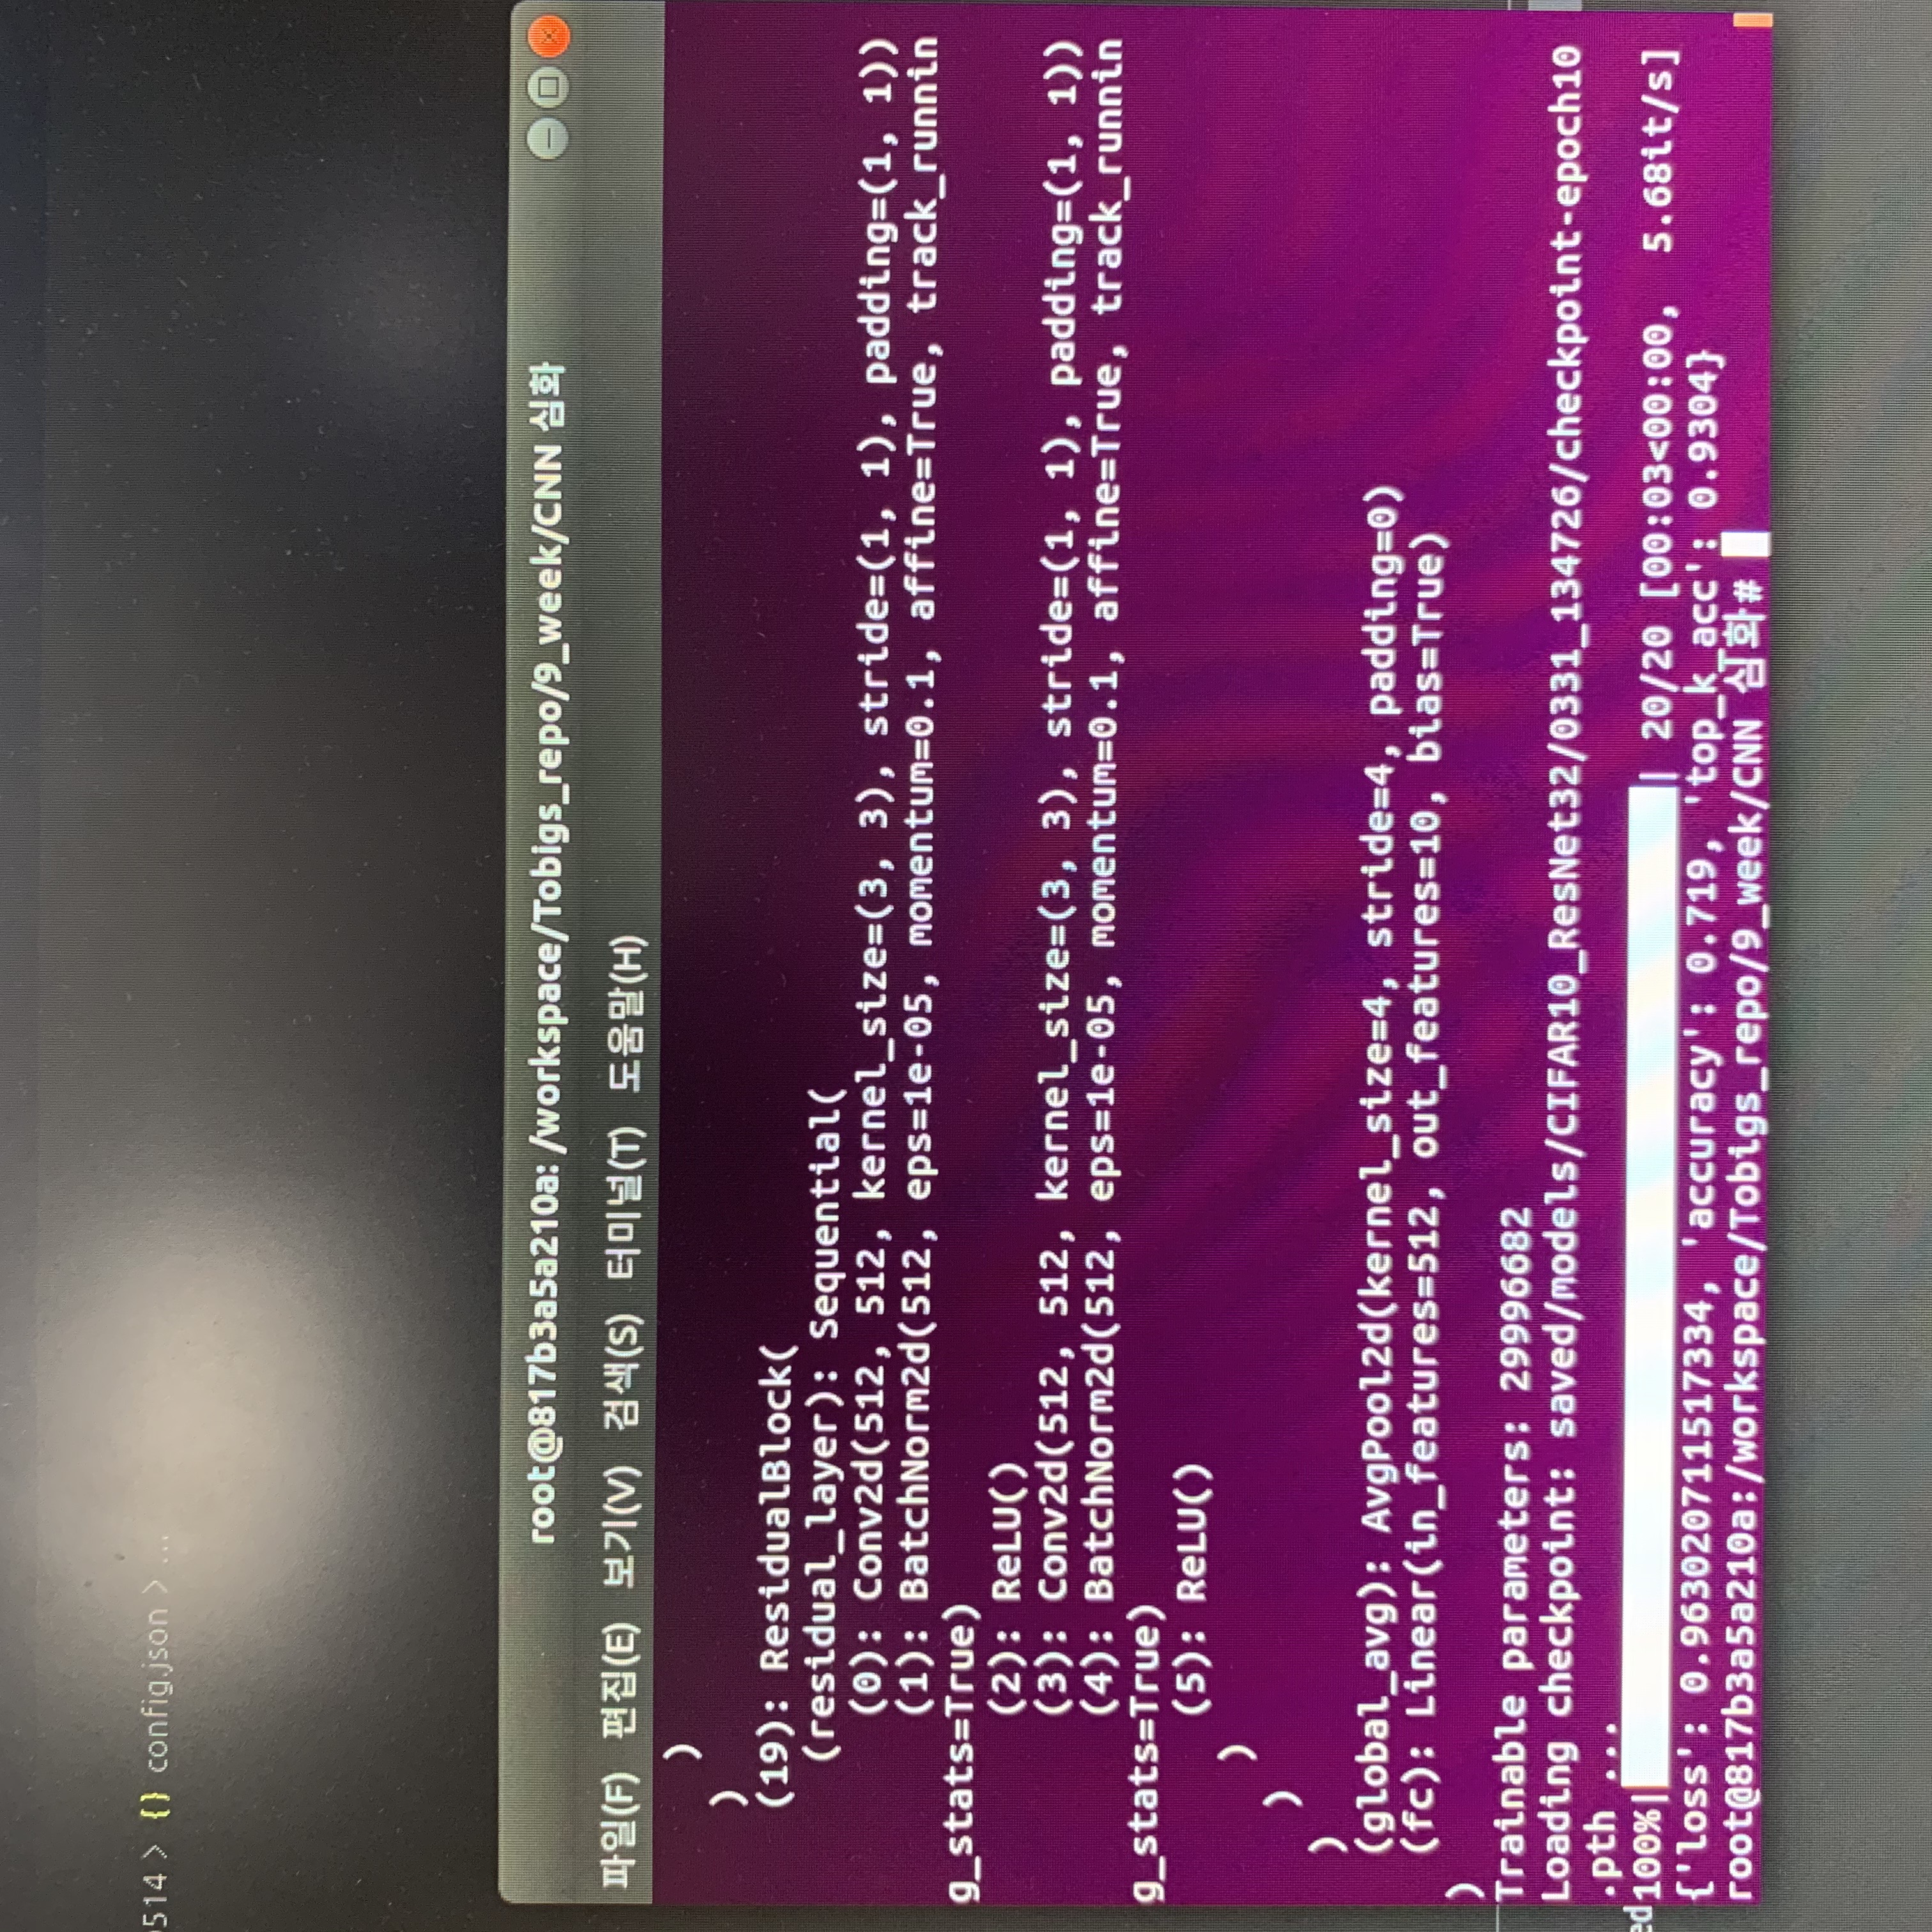 514 > {} config.json > ...
root@817b3a5a210a: /workspace/Tobigs_repo/9_week/CNN 심화
파일(F) 편집(E) 보기(V) 검색(S) 터미널(T) 도움말(H)
)
)
(19): ResidualBlock(
(residual_layer): Sequential(
(0): Conv2d(512, 512, kernel_size=(3, 3), stride=(1, 1), padding=(1, 1))
(1): BatchNorm2d(512, eps=1e-05, momentum=0.1, affine=True, track_runnin
g_stats=True)
(2): ReLU()
(3): Conv2d(512, 512, kernel_size=(3, 3), stride=(1, 1), padding=(1, 1))
(4): BatchNorm2d(512, eps=1e-05, momentum=0.1, affine=True, track_runnin
g_stats=True)
(5): ReLU()
)
)
)
(global_avg): AvgPool2d(kernel_size=4, stride=4, padding=0)
(fc): Linear(in_features=512, out_features=10, bias=True)
)
Trainable parameters: 29996682
Loading checkpoint: saved/models/CIFAR10_ResNet32/0331_134726/checkpoint-epoch10
.pth ...
ed
100%| | 20/20 [00:03<00:00, 5.68it/s]
{'loss': 0.963020711517334, 'accuracy': 0.719, 'top_k_acc': 0.9304}
root@817b3a5a210a:/workspace/Tobigs_repo/9_week/CNN 심화#